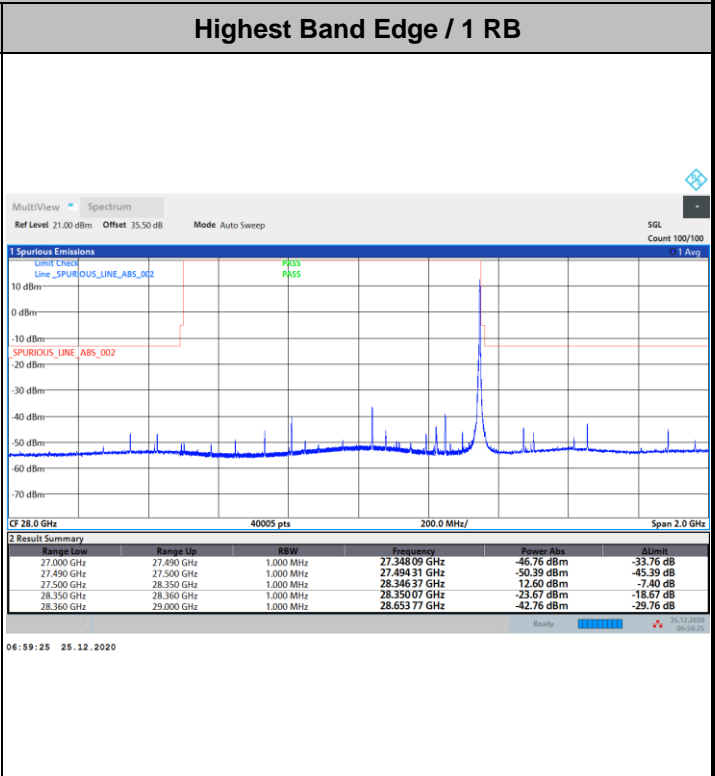 Highest Band Edge / 1 RB
MultiView Spectrum
Ref Level 21.00 dBm Offset 35.50 dB Mode Auto Sweep SGL
Count 100/100
1 Spurious Emissions 1 Avg
Limit Check PASS
Line _SPURIOUS_LINE_ABS_002 PASS
10 dBm
0 dBm
-10 dBm
_SPURIOUS_LINE_ABS_002
-20 dBm
-30 dBm
-40 dBm
-50 dBm
-60 dBm
-70 dBm
CF 28.0 GHz 40005 pts 200.0 MHz/ Span 2.0 GHz
2 Result Summary
Range Low Range Up RBW Frequency Power Abs ΔLimit
27.000 GHz 27.490 GHz 1.000 MHz 27.348 09 GHz -46.76 dBm -33.76 dB
27.490 GHz 27.500 GHz 1.000 MHz 27.494 31 GHz -50.39 dBm -45.39 dB
27.500 GHz 28.350 GHz 1.000 MHz 28.346 37 GHz 12.60 dBm -7.40 dB
28.350 GHz 28.360 GHz 1.000 MHz 28.350 07 GHz -23.67 dBm -18.67 dB
28.360 GHz 29.000 GHz 1.000 MHz 28.653 77 GHz -42.76 dBm -29.76 dB
Ready 25.12.2020
06:59:25
06:59:25 25.12.2020